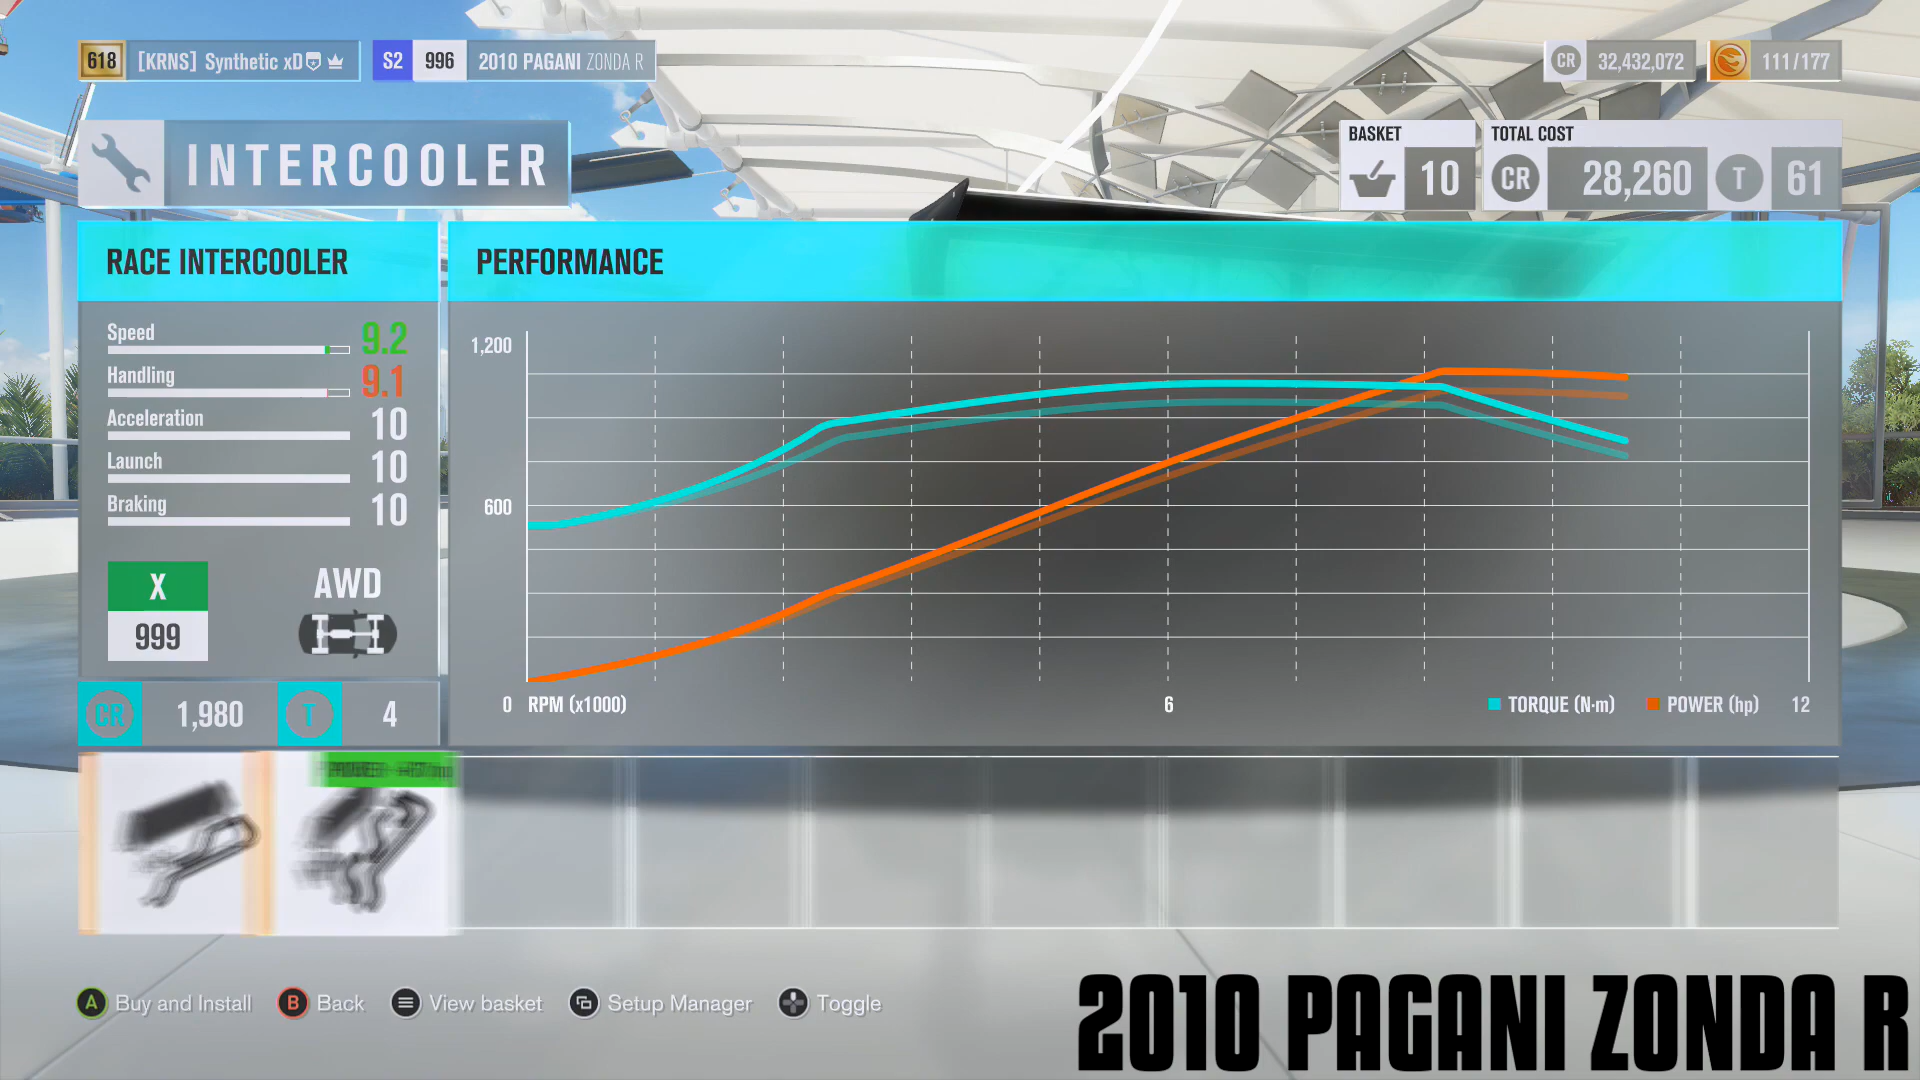 618 [KRNS] Synthetic xD S2 996 2010 PAGANI ZONDA R CR 32,432,072 111/177
INTERCOOLER
BASKET
10
TOTAL COST
CR 28,260 T 61
RACE INTERCOOLER
Speed 9.2
Handling 9.1
Acceleration 10
Launch 10
Braking 10
X
999
AWD
CR 1,980 T 4
PERFORMANCE
1,200
600
0 RPM (x1000) 6 TORQUE (N·m) POWER (hp) 12
A Buy and Install B Back View basket Setup Manager Toggle
2010 PAGANI ZONDA R